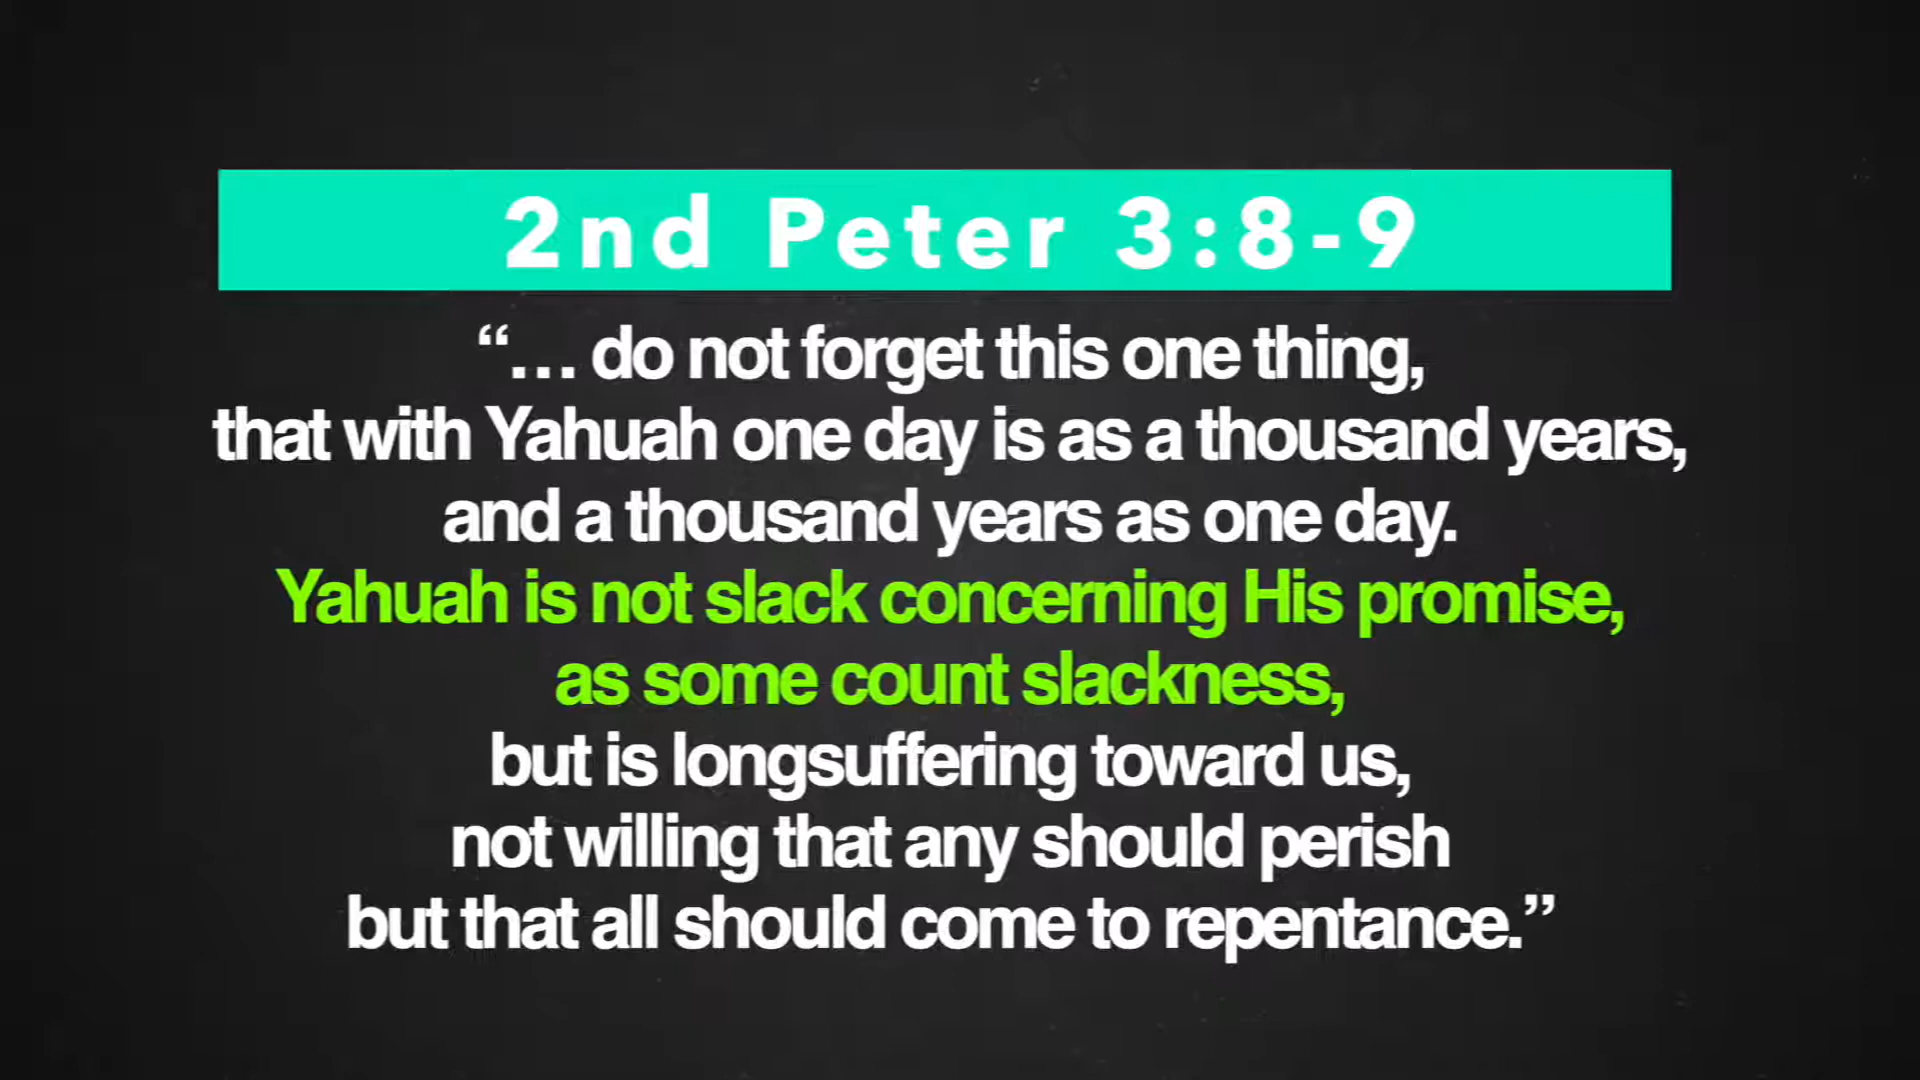 2nd Peter 3:8-9
“… do not forget this one thing,
that with Yahuah one day is as a thousand years,
and a thousand years as one day.
Yahuah is not slack concerning His promise,
as some count slackness,
but is longsuffering toward us,
not willing that any should perish
but that all should come to repentance.”